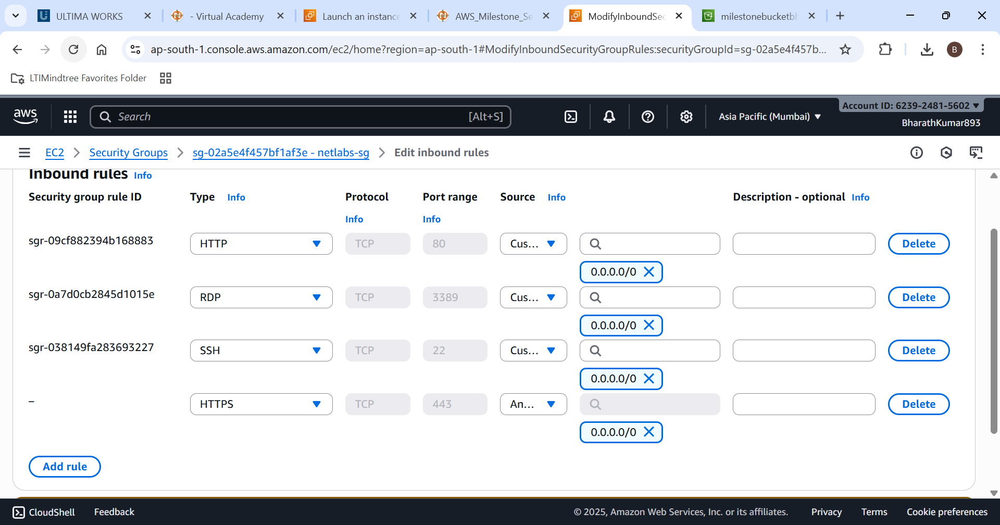 ULTIMA WORKS
- Virtual Academy
Launch an instance
AWS_Milestone_Se
ModifyInboundSec
milestonebucketbh
ap-south-1.console.aws.amazon.com/ec2/home?region=ap-south-1#ModifyInboundSecurityGroupRules:securityGroupId=sg-02a5e4f457b...
B
LTIMindtree Favorites Folder
aws
Search
[Alt+S]
Asia Pacific (Mumbai)
Account ID: 6239-2481-5602
BharathKumar893
EC2
Security Groups
sg-02a5e4f457bf1af3e - netlabs-sg
Edit inbound rules
Inbound rules Info
Security group rule ID
Type Info
Protocol
Info
Port range
Info
Source Info
Description - optional Info
sgr-09cf882394b168883
HTTP
TCP
80
Cus...
0.0.0.0/0
Delete
sgr-0a7d0cb2845d1015e
RDP
TCP
3389
Cus...
0.0.0.0/0
Delete
sgr-038149fa283693227
SSH
TCP
22
Cus...
0.0.0.0/0
Delete
–
HTTPS
TCP
443
An...
0.0.0.0/0
Delete
Add rule
CloudShell
Feedback
© 2025, Amazon Web Services, Inc. or its affiliates.
Privacy
Terms
Cookie preferences